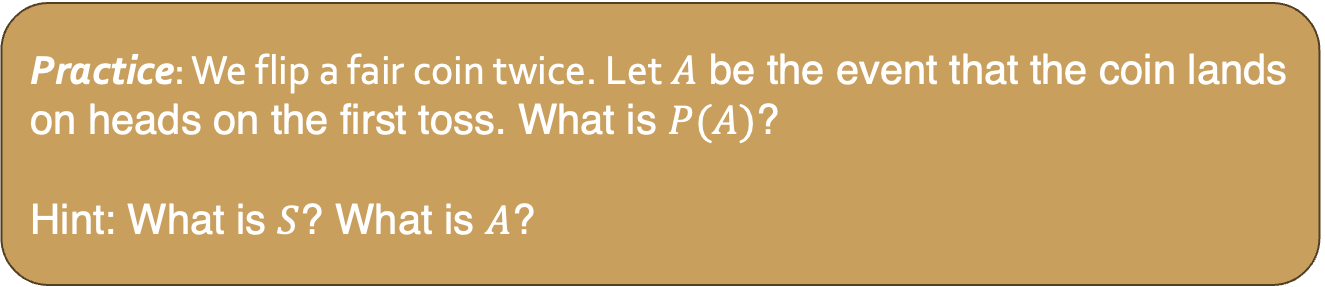 Practice: We flip a fair coin twice. Let A be the event that the coin lands
on heads on the first toss. What is P(A)?
Hint: What is S? What is A?